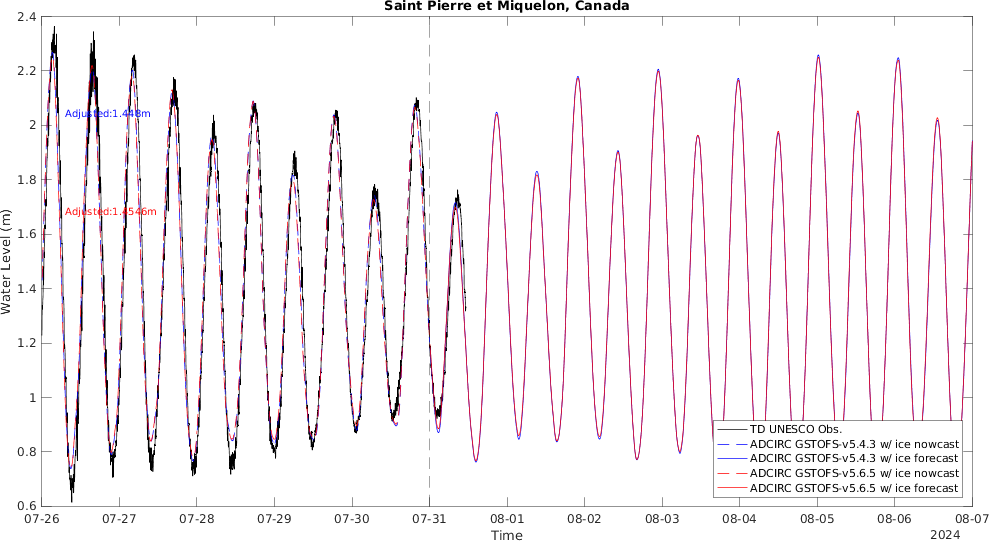 Saint Pierre et Miquelon, Canada
2.4
2.2
2
1.8
1.6
1.4
1.2
1
0.8
0.6
Water Level (m)
Adjusted:1.448m
Adjusted:1.4546m
TD UNESCO Obs.
ADCIRC GSTOFS-v5.4.3 w/ ice nowcast
ADCIRC GSTOFS-v5.4.3 w/ ice forecast
ADCIRC GSTOFS-v5.6.5 w/ ice nowcast
ADCIRC GSTOFS-v5.6.5 w/ ice forecast
07-26 07-27 07-28 07-29 07-30 07-31 08-01 08-02 08-03 08-04 08-05 08-06 08-07
Time
2024